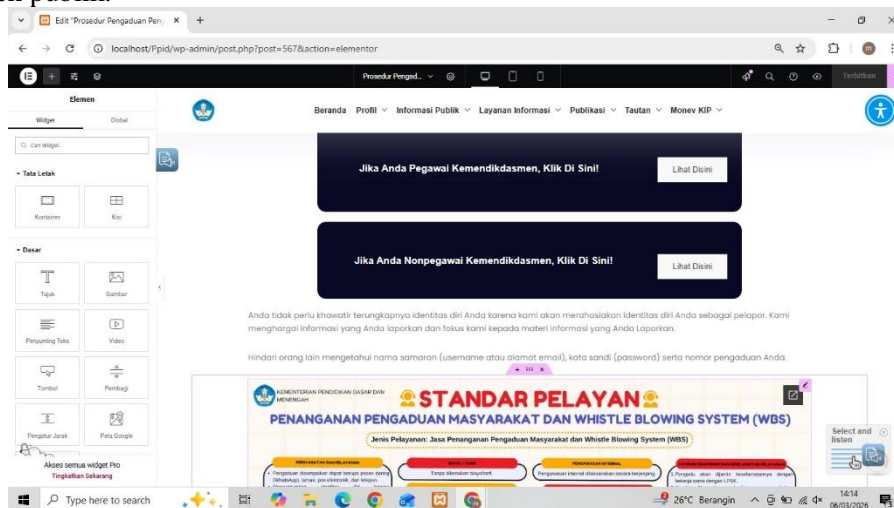 Edit "Prosedur Pengaduan Peny
localhost/Ppid/wp-admin/post.php?post=567&action=elementor
Prosedur Pengad...
Terbitkan
Elemen
Widget
Global
Cari Widget...
Tata Letak
Kontainer
Kisi
Dasar
Tajuk
Gambar
Penyunting Teks
Video
Tombol
Pembagi
Pengatur Jarak
Peta Google
Akses semua widget Pro
Tingkatkan Sekarang
Beranda Profil Informasi Publik Layanan Informasi Publikasi Tautan Monev KIP
Jika Anda Pegawai Kemendikdasmen, Klik Di Sini!
Lihat Disini
Jika Anda Nonpegawai Kemendikdasmen, Klik Di Sini!
Lihat Disini
Anda tidak perlu khawatir terungkapnya identitas diri Anda karena kami akan merahasiakan identitas diri Anda sebagai pelapor. Kami
menghargai informasi yang Anda laporkan dan fokus kami kepada materi informasi yang Anda Laporkan.
Hindari orang lain mengetahui nama samaran (username atau alamat email), kata sandi (password) serta nomor pengaduan Anda.
KEMENTERIAN PENDIDIKAN DASAR DAN
MENENGAH
STANDAR PELAYAN
PENANGANAN PENGADUAN MASYARAKAT DAN WHISTLE BLOWING SYSTEM (WBS)
Jenis Pelayanan: Jasa Penanganan Pengaduan Masyarakat dan Whistle Blowing System (WBS)
Select and
listen
Type here to search
26°C Berangin
14:14
06/03/2026